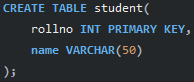 CREATE TABLE student(
    rollno INT PRIMARY KEY,
    name VARCHAR(50)
);